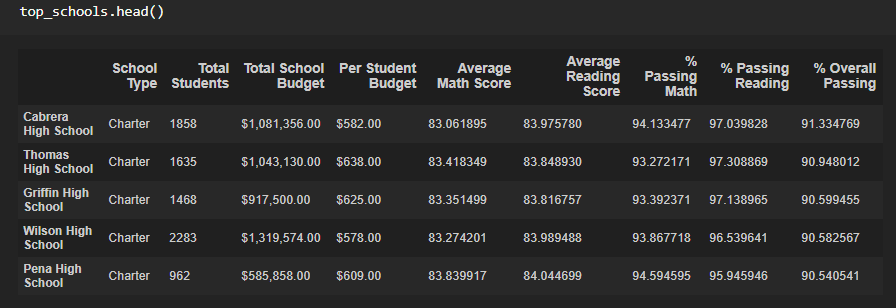 top_schools.head()
School Type Total Students Total School Budget Per Student Budget Average Math Score Average Reading Score % Passing Math % Passing Reading % Overall Passing
Cabrera High School Charter 1858 $1,081,356.00 $582.00 83.061895 83.975780 94.133477 97.039828 91.334769
Thomas High School Charter 1635 $1,043,130.00 $638.00 83.418349 83.848930 93.272171 97.308869 90.948012
Griffin High School Charter 1468 $917,500.00 $625.00 83.351499 83.816757 93.392371 97.138965 90.599455
Wilson High School Charter 2283 $1,319,574.00 $578.00 83.274201 83.989488 93.867718 96.539641 90.582567
Pena High School Charter 962 $585,858.00 $609.00 83.839917 84.044699 94.594595 95.945946 90.540541